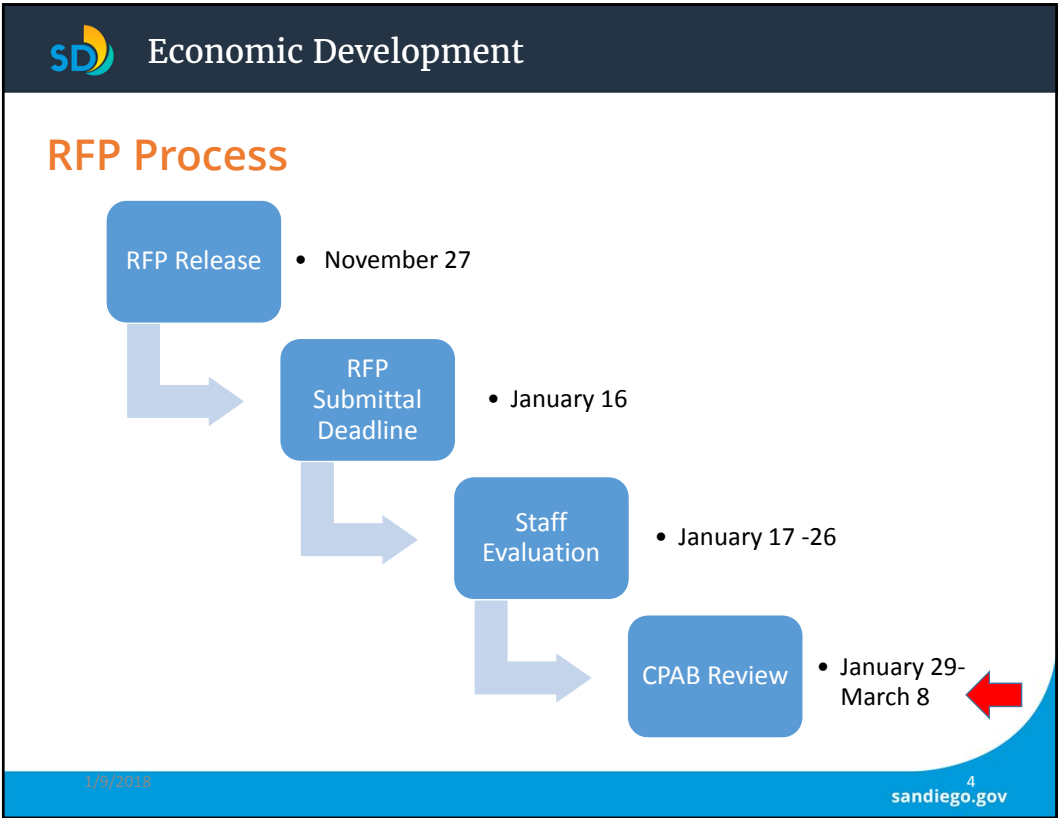 SD Economic Development
RFP Process
RFP Release
• November 27
RFP
Submittal
Deadline
• January 16
Staff
Evaluation
• January 17 -26
CPAB Review
• January 29-
March 8
1/9/2018
4
sandiego.gov